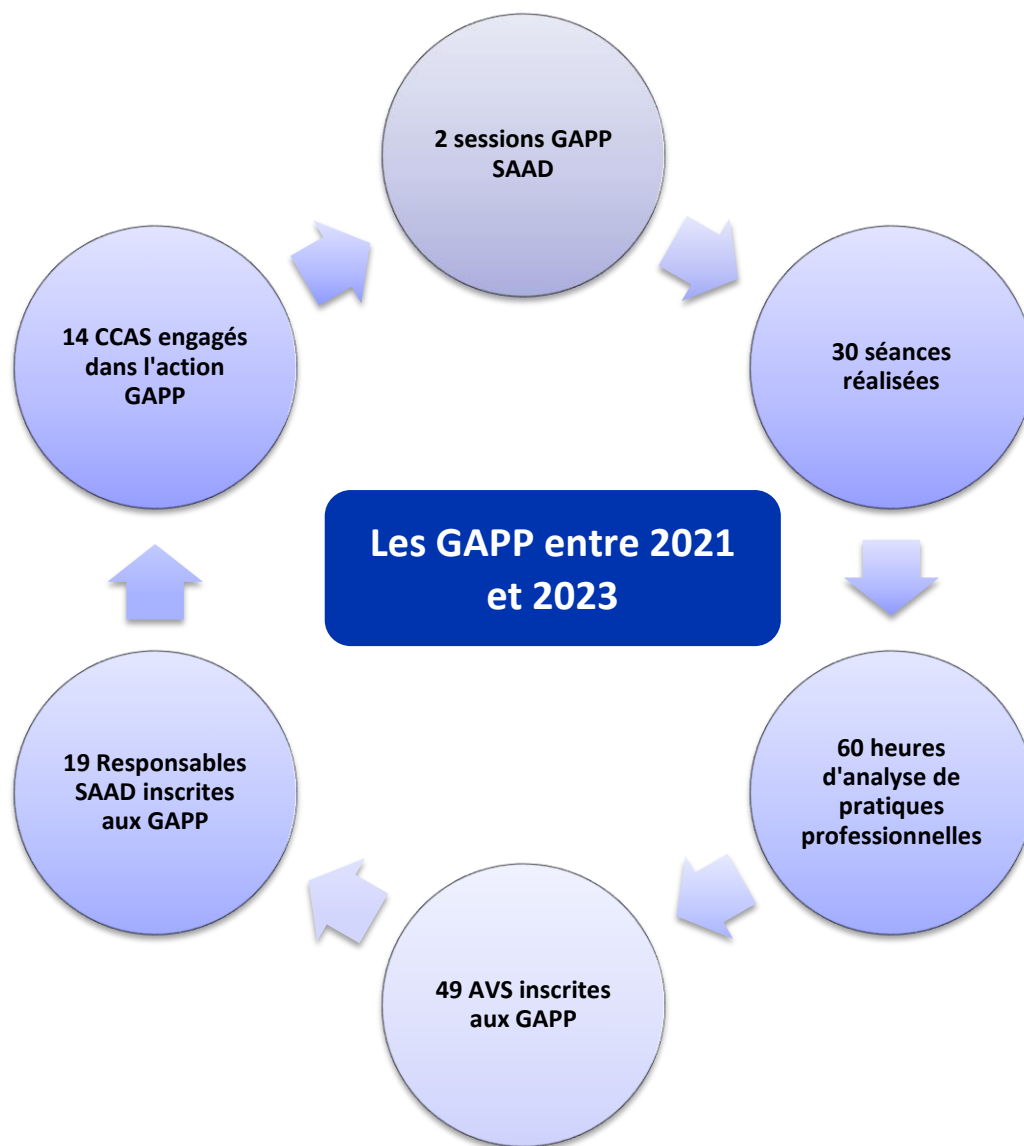 2 sessions GAPP
SAAD
30 séances
réalisées
60 heures
d'analyse de
pratiques
professionnelles
49 AVS inscrites
aux GAPP
19 Responsables
SAAD inscrites
aux GAPP
14 CCAS engagés
dans l'action
GAPP
Les GAPP entre 2021
et 2023